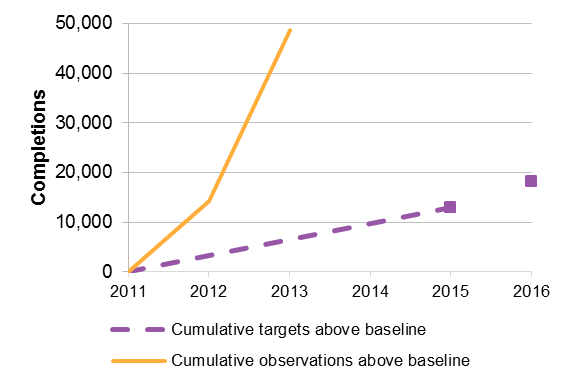 50,000
40,000
30,000
20,000
10,000
0
Completions
2011 2012 2013 2014 2015 2016
Cumulative targets above baseline
Cumulative observations above baseline